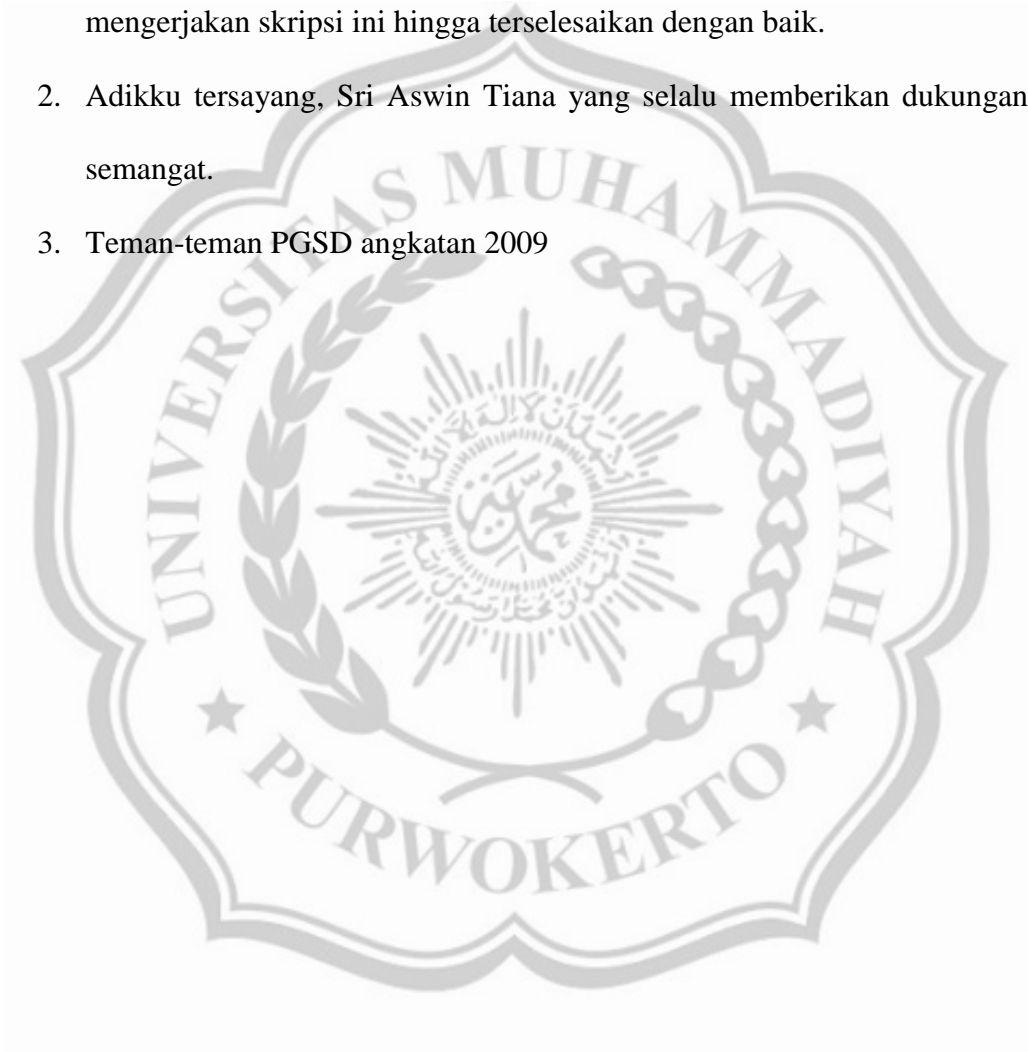 mengerjakan skripsi ini hingga terselesaikan dengan baik.
2. Adikku tersayang, Sri Aswin Tiana yang selalu memberikan dukungan
semangat.
3. Teman-teman PGSD angkatan 2009
UNIVERSITAS MUHAMMADIYAH
PURWOKERTO
محمد